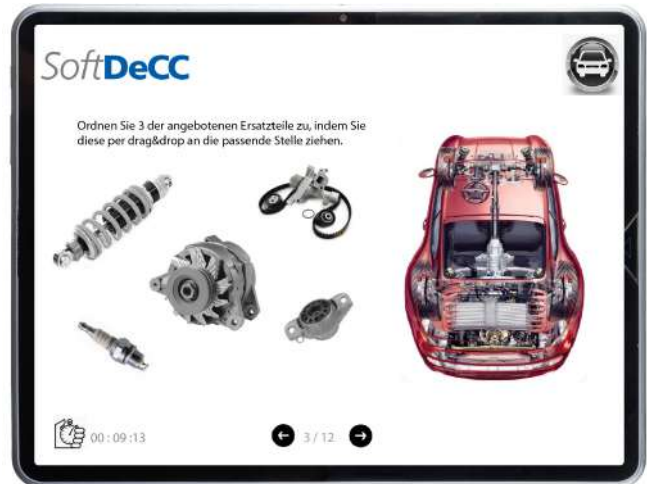 SoftDeCC
Ordnen Sie 3 der angebotenen Ersatzteile zu, indem Sie
diese per drag&drop an die passende Stelle ziehen.
00 : 09 :13
3 / 12